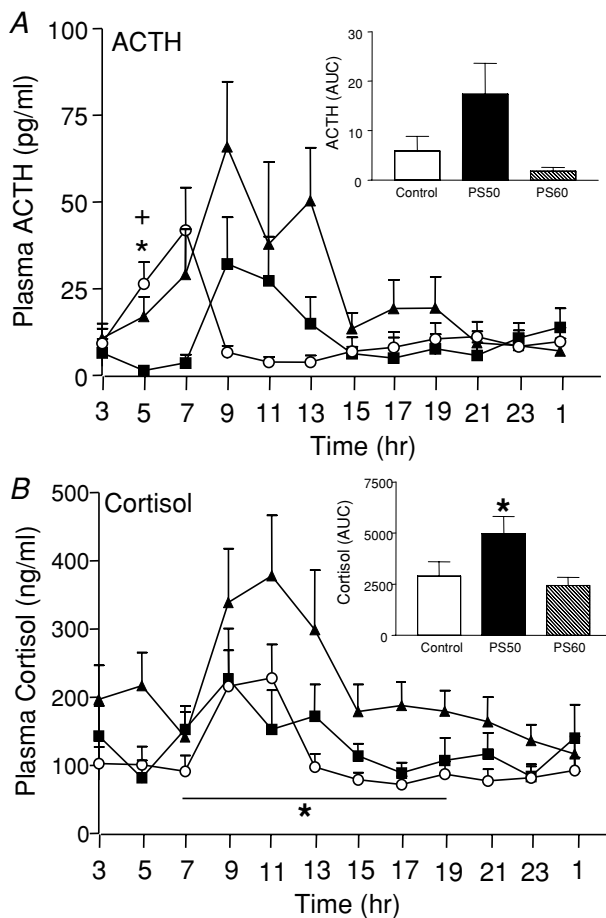 A
ACTH
Plasma ACTH (pg/ml)
100
75
50
25
0
+
*
3 5 7 9 11 13 15 17 19 21 23 1
Time (hr)
ACTH (AUC)
30
20
10
0
Control PS50 PS60
B
Cortisol
Plasma Cortisol (ng/ml)
500
400
300
200
100
0
*
3 5 7 9 11 13 15 17 19 21 23 1
Time (hr)
Cortisol (AUC)
7500
5000
2500
0
*
Control PS50 PS60